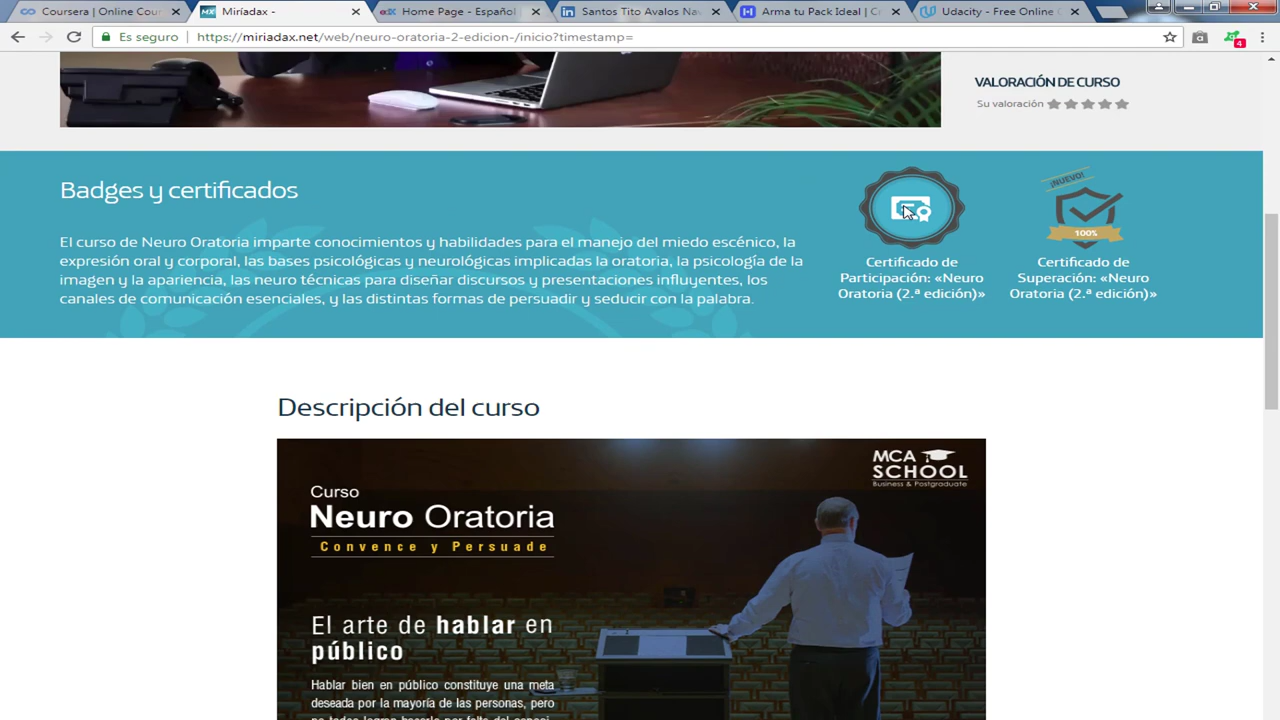 Coursera | Online Cour
Miríadax -
Home Page - Español
Santos Tito Avalos Nav
Arma tu Pack Ideal | Cr
Udacity - Free Online C
Es seguro
https://miriadax.net/web/neuro-oratoria-2-edicion-/inicio?timestamp=
4
VALORACIÓN DE CURSO
Su valoración
Badges y certificados
El curso de Neuro Oratoria imparte conocimientos y habilidades para el manejo del miedo escénico, la
expresión oral y corporal, las bases psicológicas y neurológicas implicadas la oratoria, la psicología de la
imagen y la apariencia, las neuro técnicas para diseñar discursos y presentaciones influyentes, los
canales de comunicación esenciales, y las distintas formas de persuadir y seducir con la palabra.
Certificado de
Participación: «Neuro
Oratoria (2.ª edición)»
¡NUEVO!
100%
Certificado de
Superación: «Neuro
Oratoria (2.ª edición)»
Descripción del curso
MCA
SCHOOL
Business & Postgraduate
Curso
Neuro Oratoria
Convence y Persuade
El arte de hablar en
público
Hablar bien en público constituye una meta
deseada por la mayoría de las personas, pero